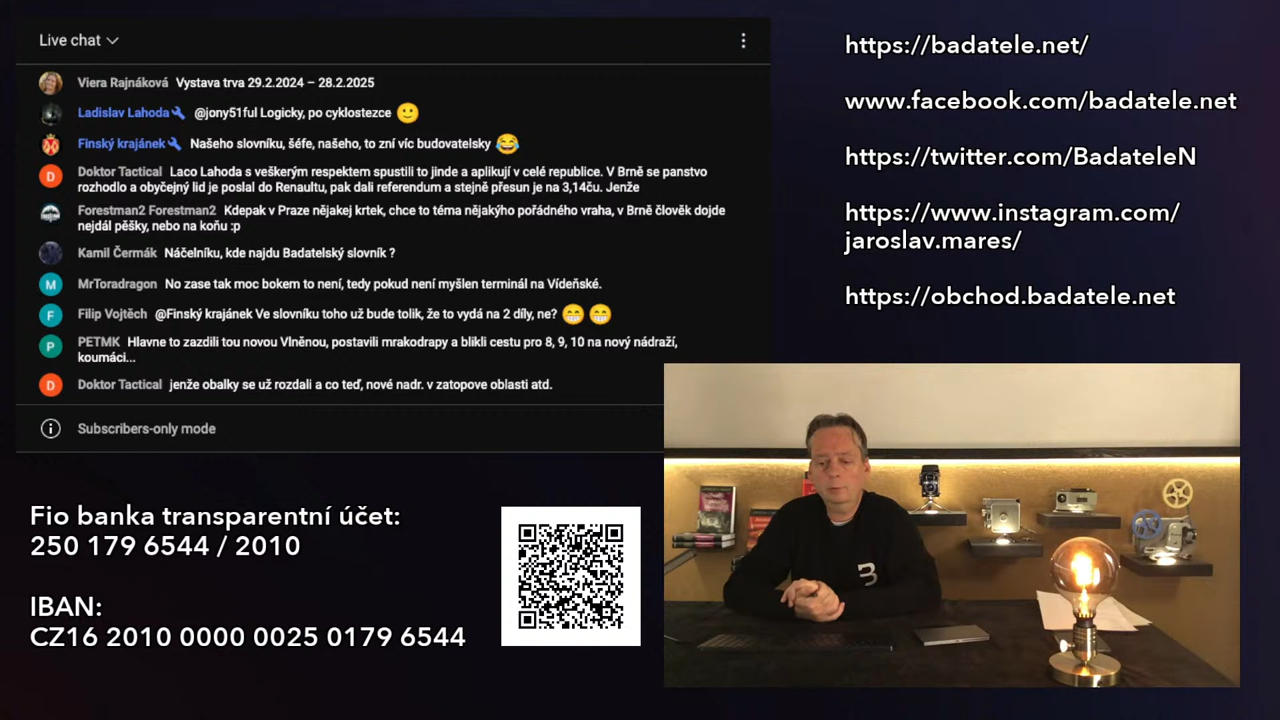 Live chat
Viera Rajnáková Vystava trva 29.2.2024 – 28.2.2025
Ladislav Lahoda @jony51ful Logicky, po cyklostezce
Finský krajánek Našeho slovníku, šéfe, našeho, to zní víc budovatelsky
D Doktor Tactical Laco Lahoda s veškerým respektem spustili to jinde a aplikují v celé republice. V Brně se panstvo
rozhodlo a obyčejný lid je poslal do Renaultu, pak dali referendum a stejně přesun je na 3,14ču. Jenže
Forestman2 Forestman2 Kdepak v Praze nějakej krtek, chce to téma nějakýho pořádného vraha, v Brně člověk dojde
nejdál pěšky, nebo na koňu :p
Kamil Čermák Náčelníku, kde najdu Badatelský slovník ?
M MrToradragon No zase tak moc bokem to není, tedy pokud není myšlen terminál na Vídeňské.
F Filip Vojtěch @Finský krajánek Ve slovníku toho už bude tolik, že to vydá na 2 díly, ne?
P PETMK Hlavne to zazdili tou novou Vlněnou, postavili mrakodrapy a blikli cestu pro 8, 9, 10 na nový nádraží,
koumáci...
D Doktor Tactical jenže obalky se už rozdali a co teď, nové nadr. v zatopove oblasti atd.
Subscribers-only mode
https://badatele.net/
www.facebook.com/badatele.net
https://twitter.com/BadateleN
https://www.instagram.com/
jaroslav.mares/
https://obchod.badatele.net
Fio banka transparentní účet:
250 179 6544 / 2010
IBAN:
CZ16 2010 0000 0025 0179 6544